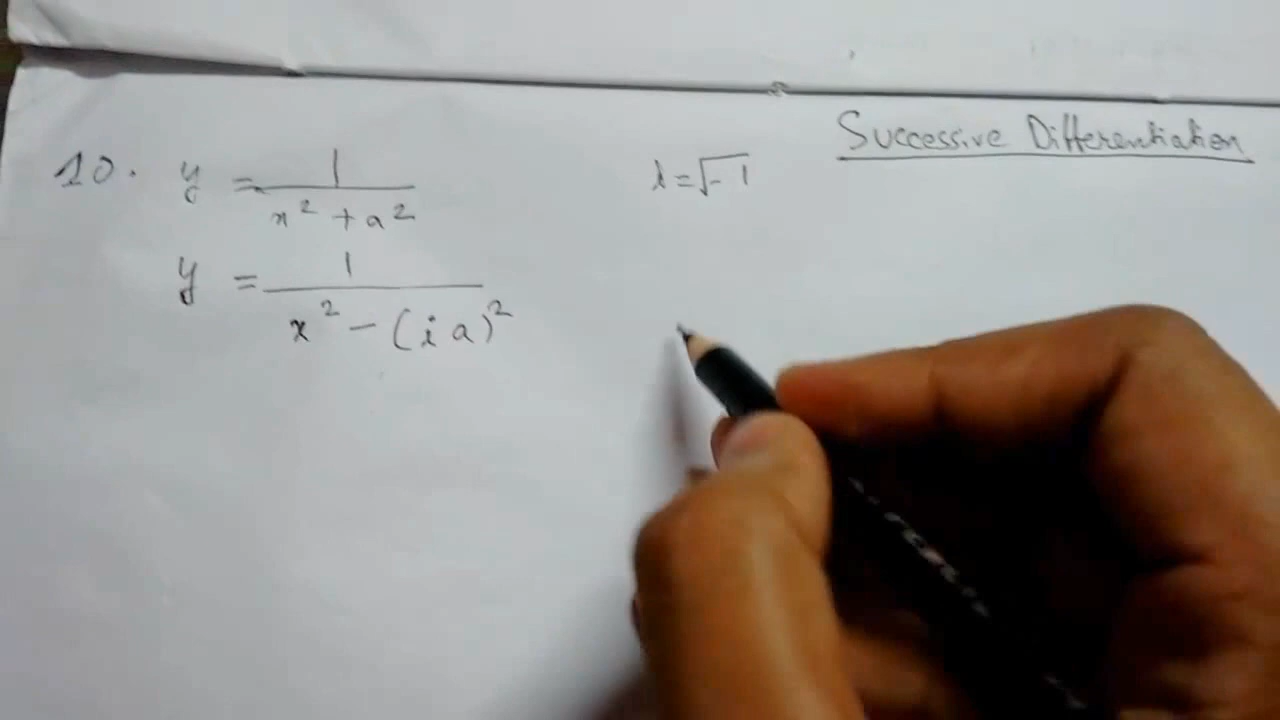 Successive Differentiation
10. y = 1/(x² + a²)
i = √-1
y = 1/(x² - (ia)²)